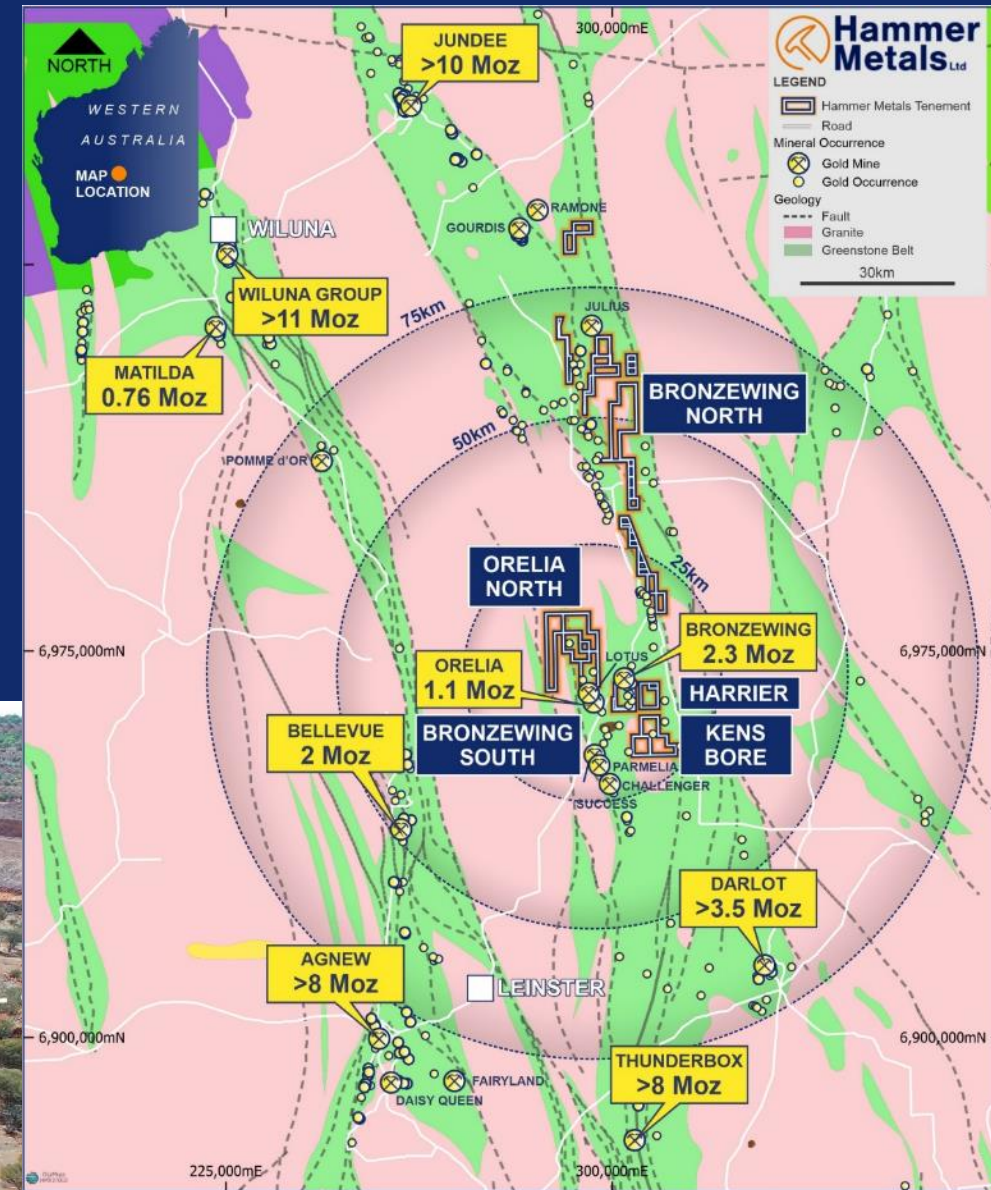 NORTH
WESTERN
AUSTRALIA
MAP
LOCATION
300,000mE
Hammer
Metals Ltd
LEGEND
Hammer Metals Tenement
Road
Mineral Occurrence
Gold Mine
Gold Occurrence
Geology
Fault
Granite
Greenstone Belt
30km
JUNDEE
>10 Moz
RAMONE
GOURDIS
WILUNA
WILUNA GROUP
>11 Moz
MATILDA
0.76 Moz
75km
JULIUS
BRONZEWING
NORTH
50km
POMME d'OR
ORELIA
NORTH
25km
BRONZEWING
2.3 Moz
6,975,000mN
6,975,000mN
LOTUS
ORELIA
1.1 Moz
HARRIER
BRONZEWING
SOUTH
KENS
BORE
BELLEVUE
2 Moz
PARMELIA
CHALLENGER
SUCCESS
DARLOT
>3.5 Moz
AGNEW
>8 Moz
LEINSTER
6,900,000mN
6,900,000mN
THUNDERBOX
>8 Moz
FAIRYLAND
DAISY QUEEN
225,000mE
300,000mE